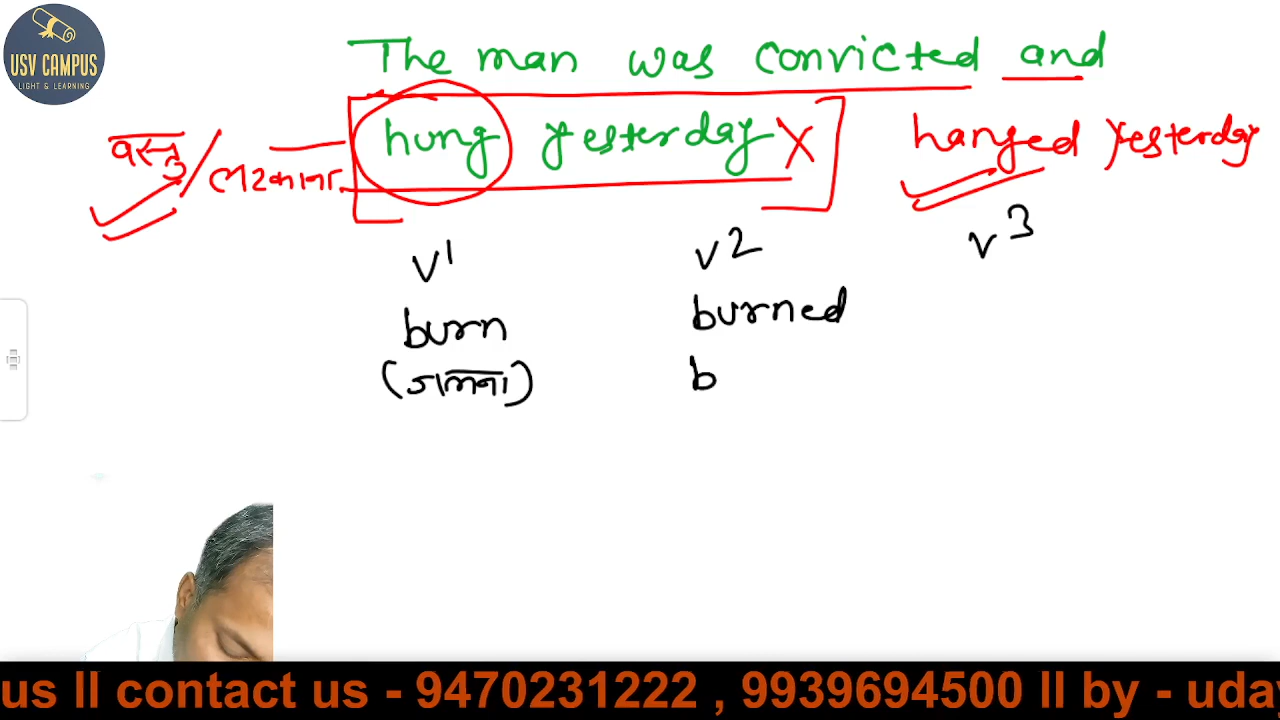 USV CAMPUS
LIGHT & LEARNING
The man was convicted and
hung yesterday X
hanged yesterday
वस्तु / लटकाना
V1 V2 V3
burn burned
(जलना) b
us ll contact us - 9470231222 , 9939694500 ll by - uday